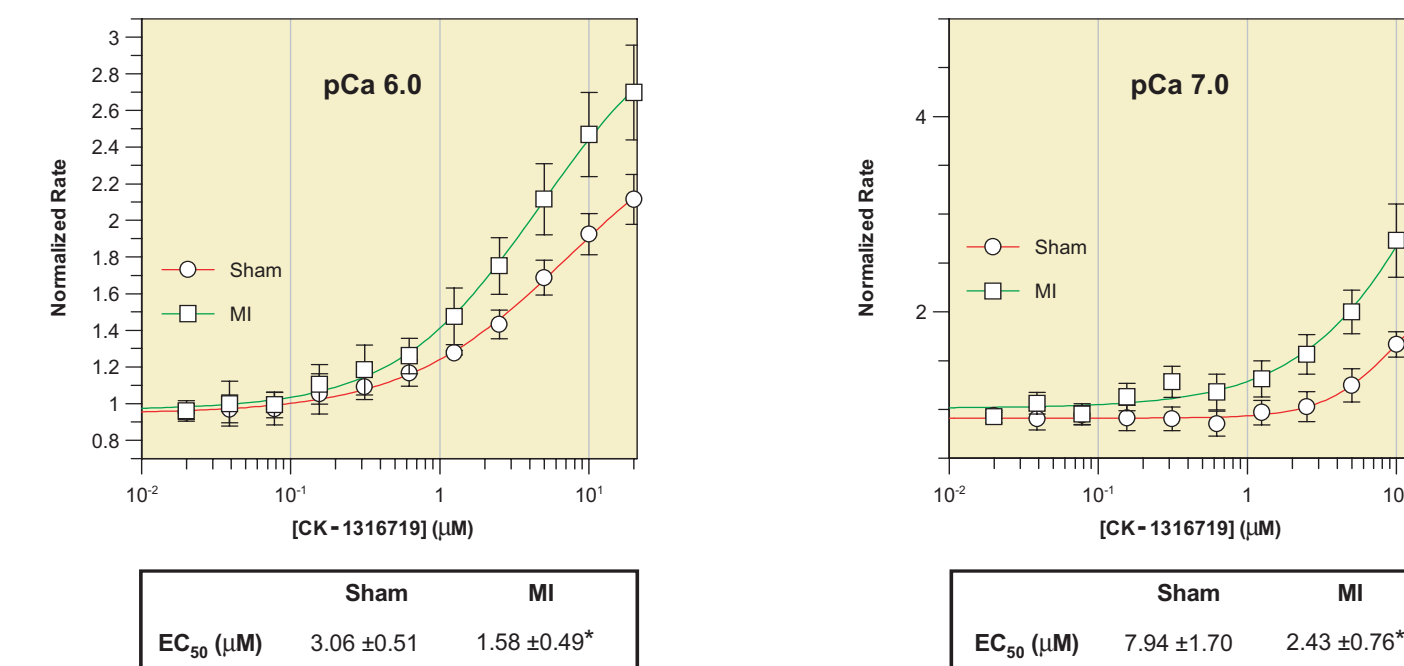 pCa 6.0
Normalized Rate
3
2.8
2.6
2.4
2.2
2
1.8
1.6
1.4
1.2
1
0.8
Sham
MI
10⁻² 10⁻¹ 1 10¹
[CK-1316719] (μM)
Sham MI
EC₅₀ (μM) 3.06 ±0.51 1.58 ±0.49*
pCa 7.0
Normalized Rate
4
2
Sham
MI
10⁻² 10⁻¹ 1 10
[CK-1316719] (μM)
Sham MI
EC₅₀ (μM) 7.94 ±1.70 2.43 ±0.76*